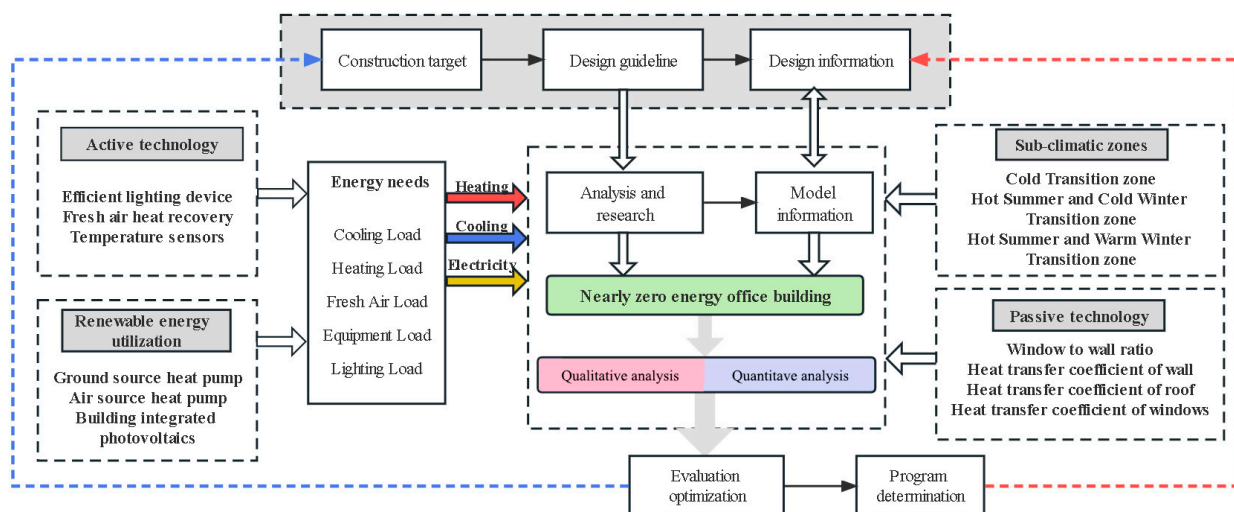 Construction target
Design guideline
Design information
Active technology
Efficient lighting device
Fresh air heat recovery
Temperature sensors
Renewable energy
utilization
Ground source heat pump
Air source heat pump
Building integrated
photovoltaics
Energy needs
Cooling Load
Heating Load
Fresh Air Load
Equipment Load
Lighting Load
Heating
Cooling
Electricity
Analysis and
research
Model
information
Nearly zero energy office building
Qualitative analysis
Quantitave analysis
Sub-climatic zones
Cold Transition zone
Hot Summer and Cold Winter
Transition zone
Hot Summer and Warm Winter
Transition zone
Passive technology
Window to wall ratio
Heat transfer coefficient of wall
Heat transfer coefficient of roof
Heat transfer coefficient of windows
Evaluation
optimization
Program
determination